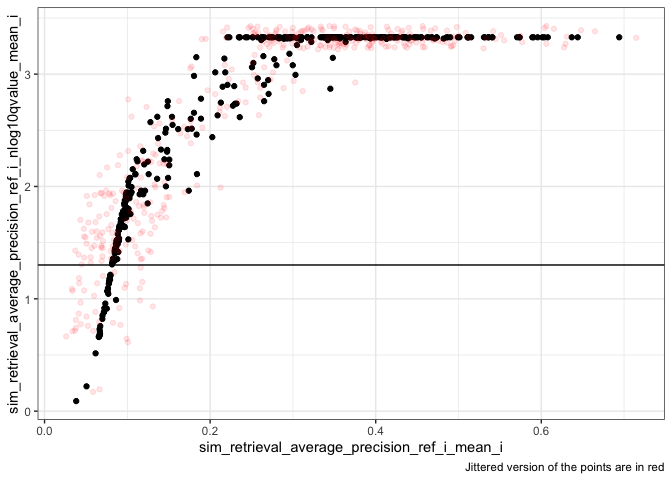 sim_retrieval_average_precision_ref_i_nlog10qvalue_mean_i
3
2
1
0
0.0
0.2
0.4
0.6
sim_retrieval_average_precision_ref_i_mean_i
Jittered version of the points are in red